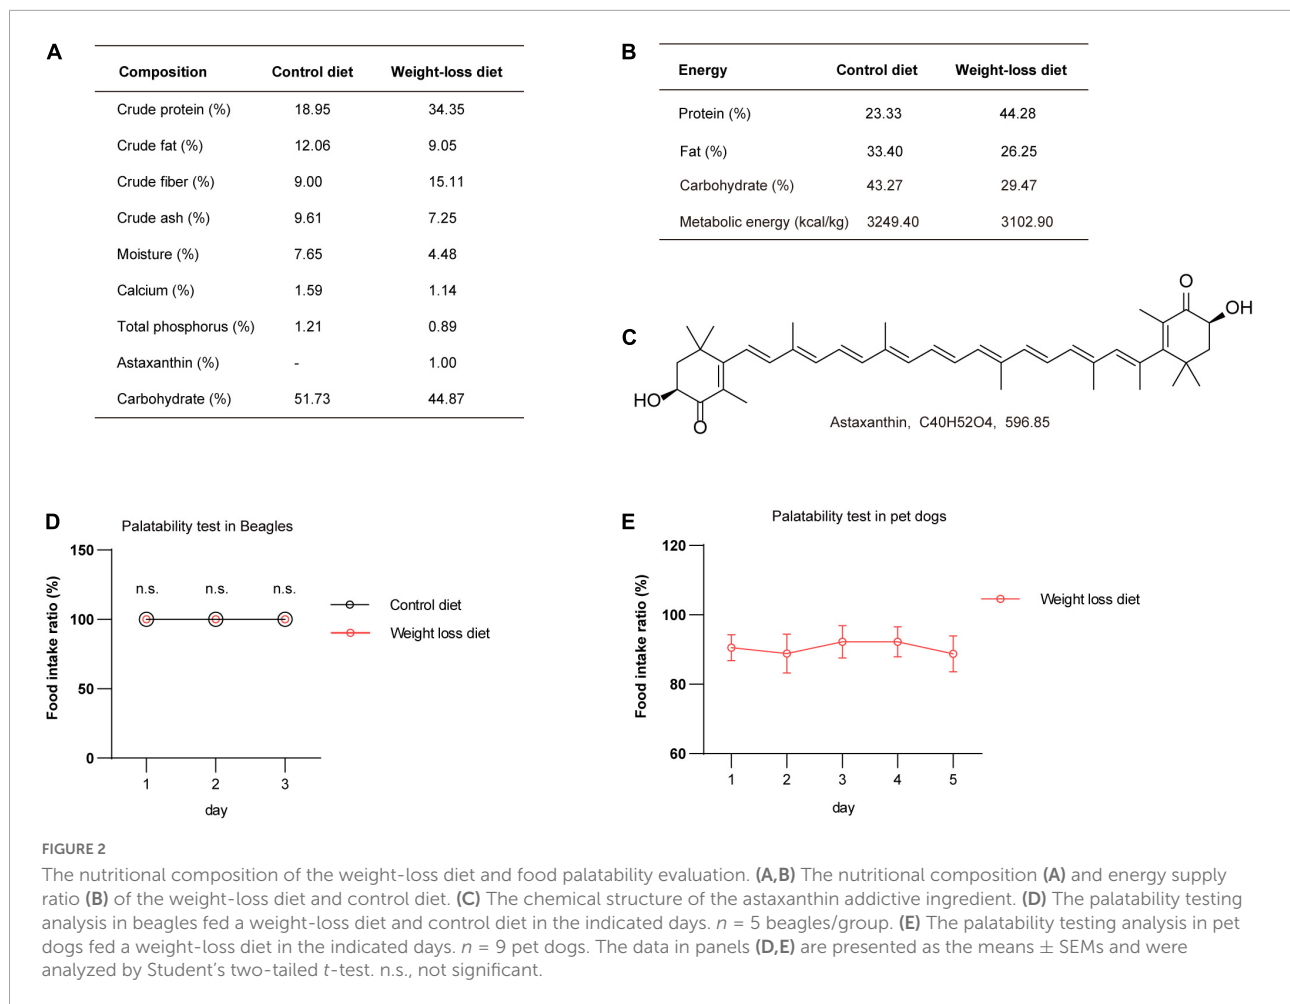 A
Composition Control diet Weight-loss diet
Crude protein (%) 18.95 34.35
Crude fat (%) 12.06 9.05
Crude fiber (%) 9.00 15.11
Crude ash (%) 9.61 7.25
Moisture (%) 7.65 4.48
Calcium (%) 1.59 1.14
Total phosphorus (%) 1.21 0.89
Astaxanthin (%) - 1.00
Carbohydrate (%) 51.73 44.87
B
Energy Control diet Weight-loss diet
Protein (%) 23.33 44.28
Fat (%) 33.40 26.25
Carbohydrate (%) 43.27 29.47
Metabolic energy (kcal/kg) 3249.40 3102.90
C
O
OH
HO
O
Astaxanthin, C40H52O4, 596.85
D
Palatability test in Beagles
Food intake ratio (%)
150
100
50
0
n.s. n.s. n.s.
1 2 3
day
Control diet
Weight loss diet
E
Palatability test in pet dogs
Food intake ratio (%)
120
100
80
60
1 2 3 4 5
day
Weight loss diet
FIGURE 2
The nutritional composition of the weight-loss diet and food palatability evaluation. (A,B) The nutritional composition (A) and energy supply
ratio (B) of the weight-loss diet and control diet. (C) The chemical structure of the astaxanthin addictive ingredient. (D) The palatability testing
analysis in beagles fed a weight-loss diet and control diet in the indicated days. n = 5 beagles/group. (E) The palatability testing analysis in pet
dogs fed a weight-loss diet in the indicated days. n = 9 pet dogs. The data in panels (D,E) are presented as the means ± SEMs and were
analyzed by Student's two-tailed t-test. n.s., not significant.